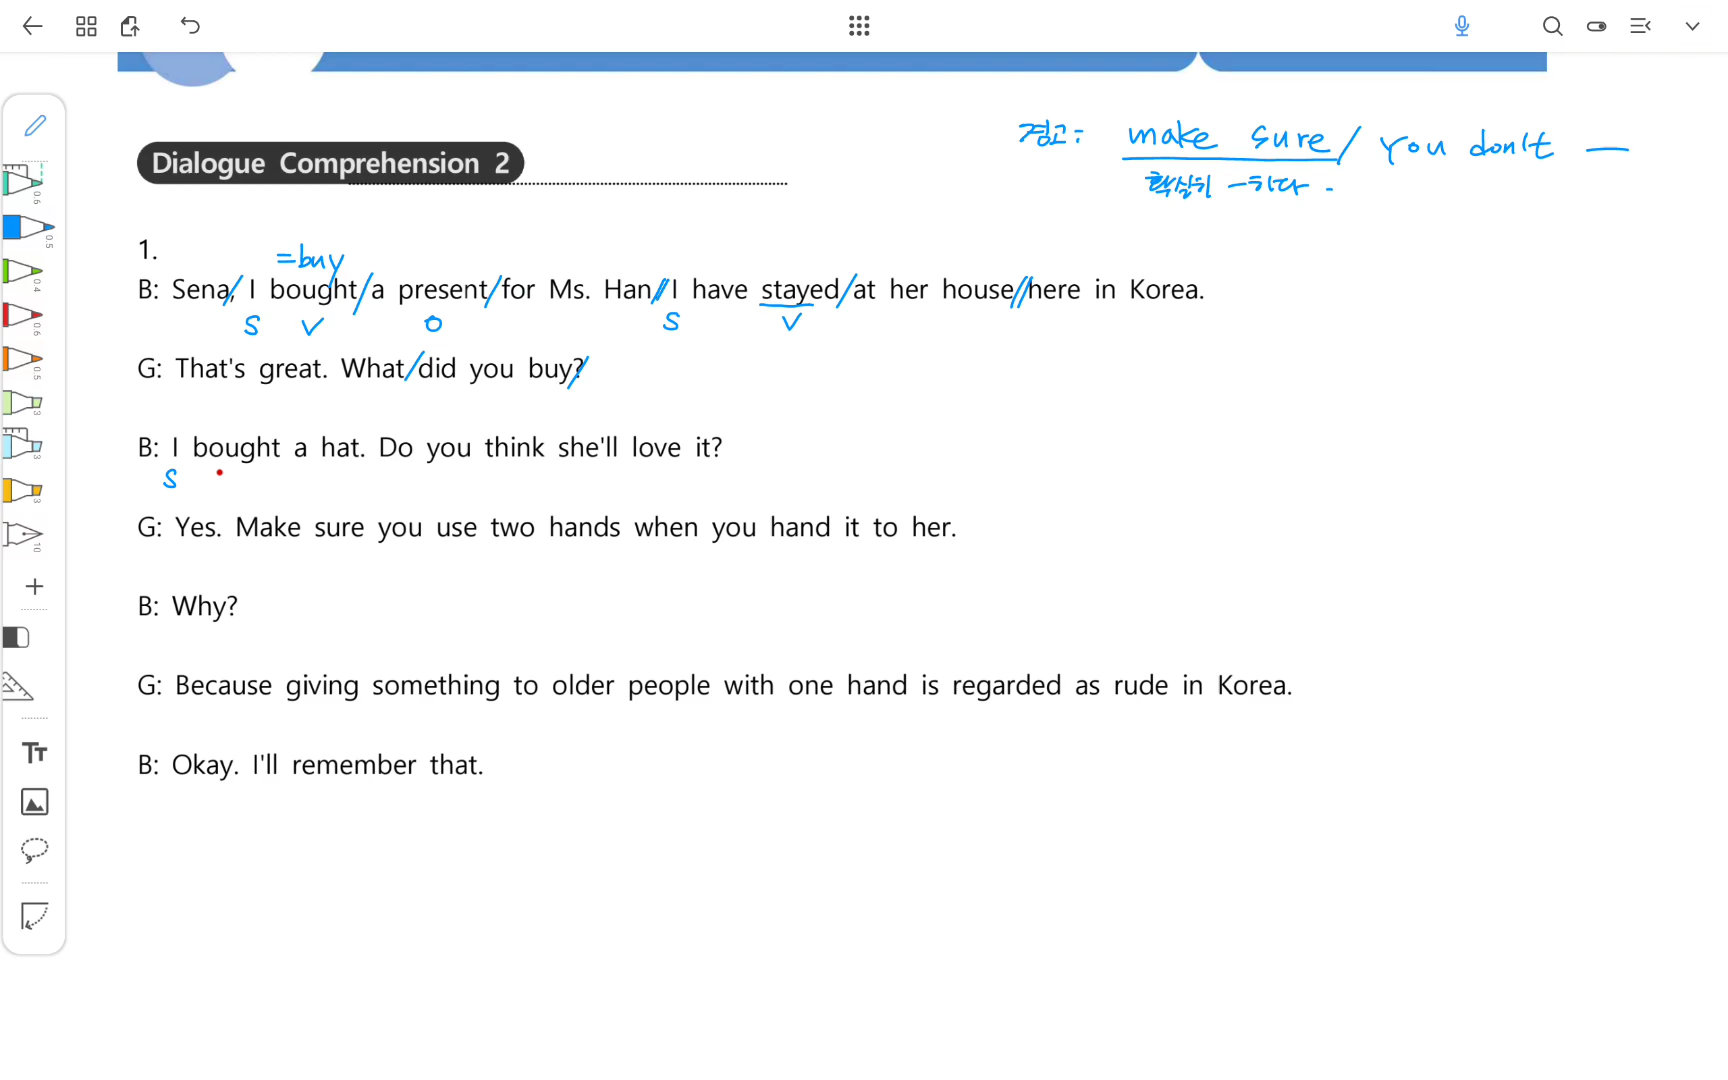 경고: make sure / you don't —
Dialogue Comprehension 2
확실히 ~하다.
1.
=buy
B: Sena, / I bought / a present / for Ms. Han // I have stayed / at her house // here in Korea.
S V O S V
G: That's great. What / did you buy? /
B: I bought a hat. Do you think she'll love it?
S
G: Yes. Make sure you use two hands when you hand it to her.
B: Why?
G: Because giving something to older people with one hand is regarded as rude in Korea.
B: Okay. I'll remember that.